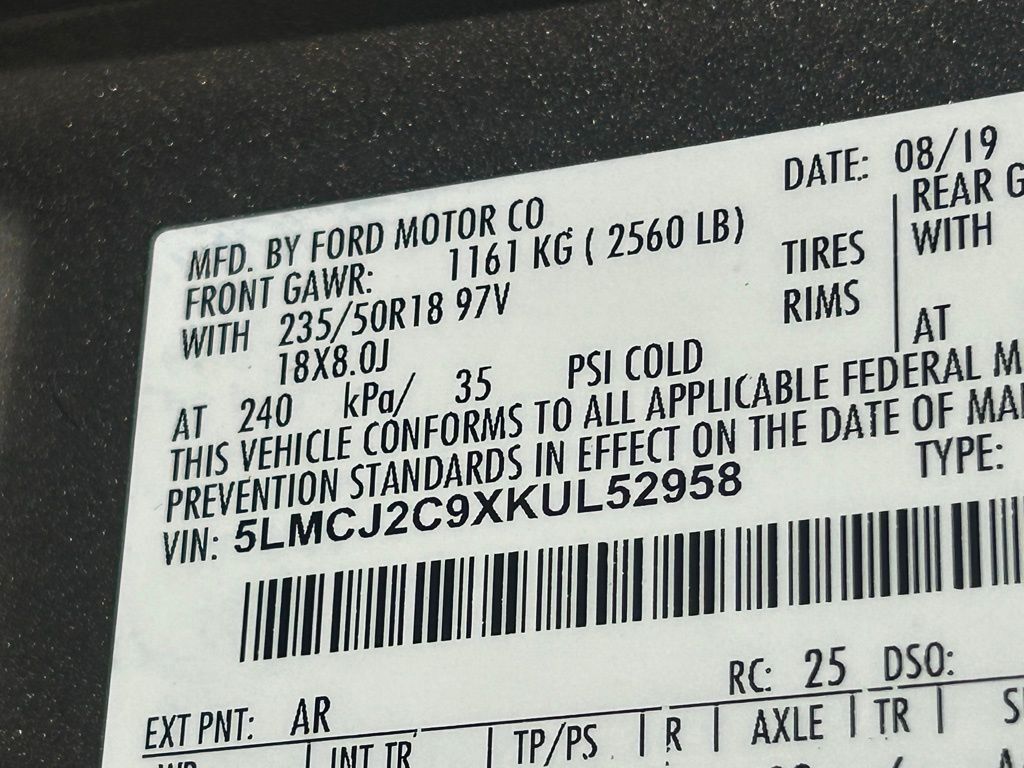 DATE: 08/19
MFD. BY FORD MOTOR CO
FRONT GAWR: 1161 KG ( 2560 LB) REAR G
WITH 235/50R18 97V TIRES WITH
18X8.0J RIMS
AT 240 kPa/ 35 PSI COLD AT
THIS VEHICLE CONFORMS TO ALL APPLICABLE FEDERAL M
PREVENTION STANDARDS IN EFFECT ON THE DATE OF MA
VIN: 5LMCJ2C9XKUL52958 TYPE:
RC: 25 DSO:
EXT PNT: AR
INT TR TP/PS R AXLE TR